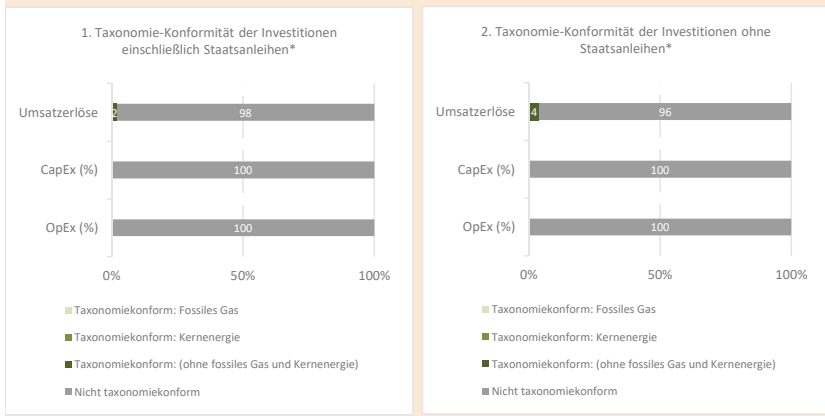 1. Taxonomie-Konformität der Investitionen
einschließlich Staatsanleihen*
Umsatzerlöse
2
98
CapEx (%)
100
OpEx (%)
100
0%
50%
100%
Taxonomiekonform: Fossiles Gas
Taxonomiekonform: Kernenergie
Taxonomiekonform: (ohne fossiles Gas und Kernenergie)
Nicht taxonomiekonform
2. Taxonomie-Konformität der Investitionen ohne
Staatsanleihen*
Umsatzerlöse
4
96
CapEx (%)
100
OpEx (%)
100
0%
50%
100%
Taxonomiekonform: Fossiles Gas
Taxonomiekonform: Kernenergie
Taxonomiekonform: (ohne fossiles Gas und Kernenergie)
Nicht taxonomiekonform